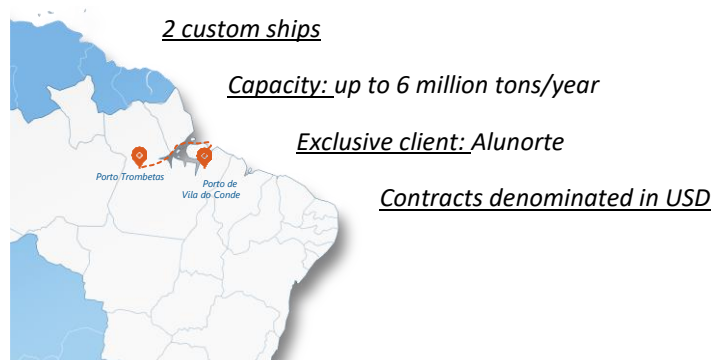 2 custom ships
Capacity: up to 6 million tons/year
Exclusive client: Alunorte
Contracts denominated in USD
Porto Trombetas
Porto de
Vila do Conde